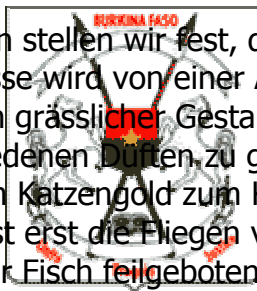 BURKINA FASO
n stellen wir fest, d
sse wird von einer A
n grässlicher Gesta
edenen Düften zu g
n Katzengold zum
st erst die Fliegen v
r Fisch feilgeboten